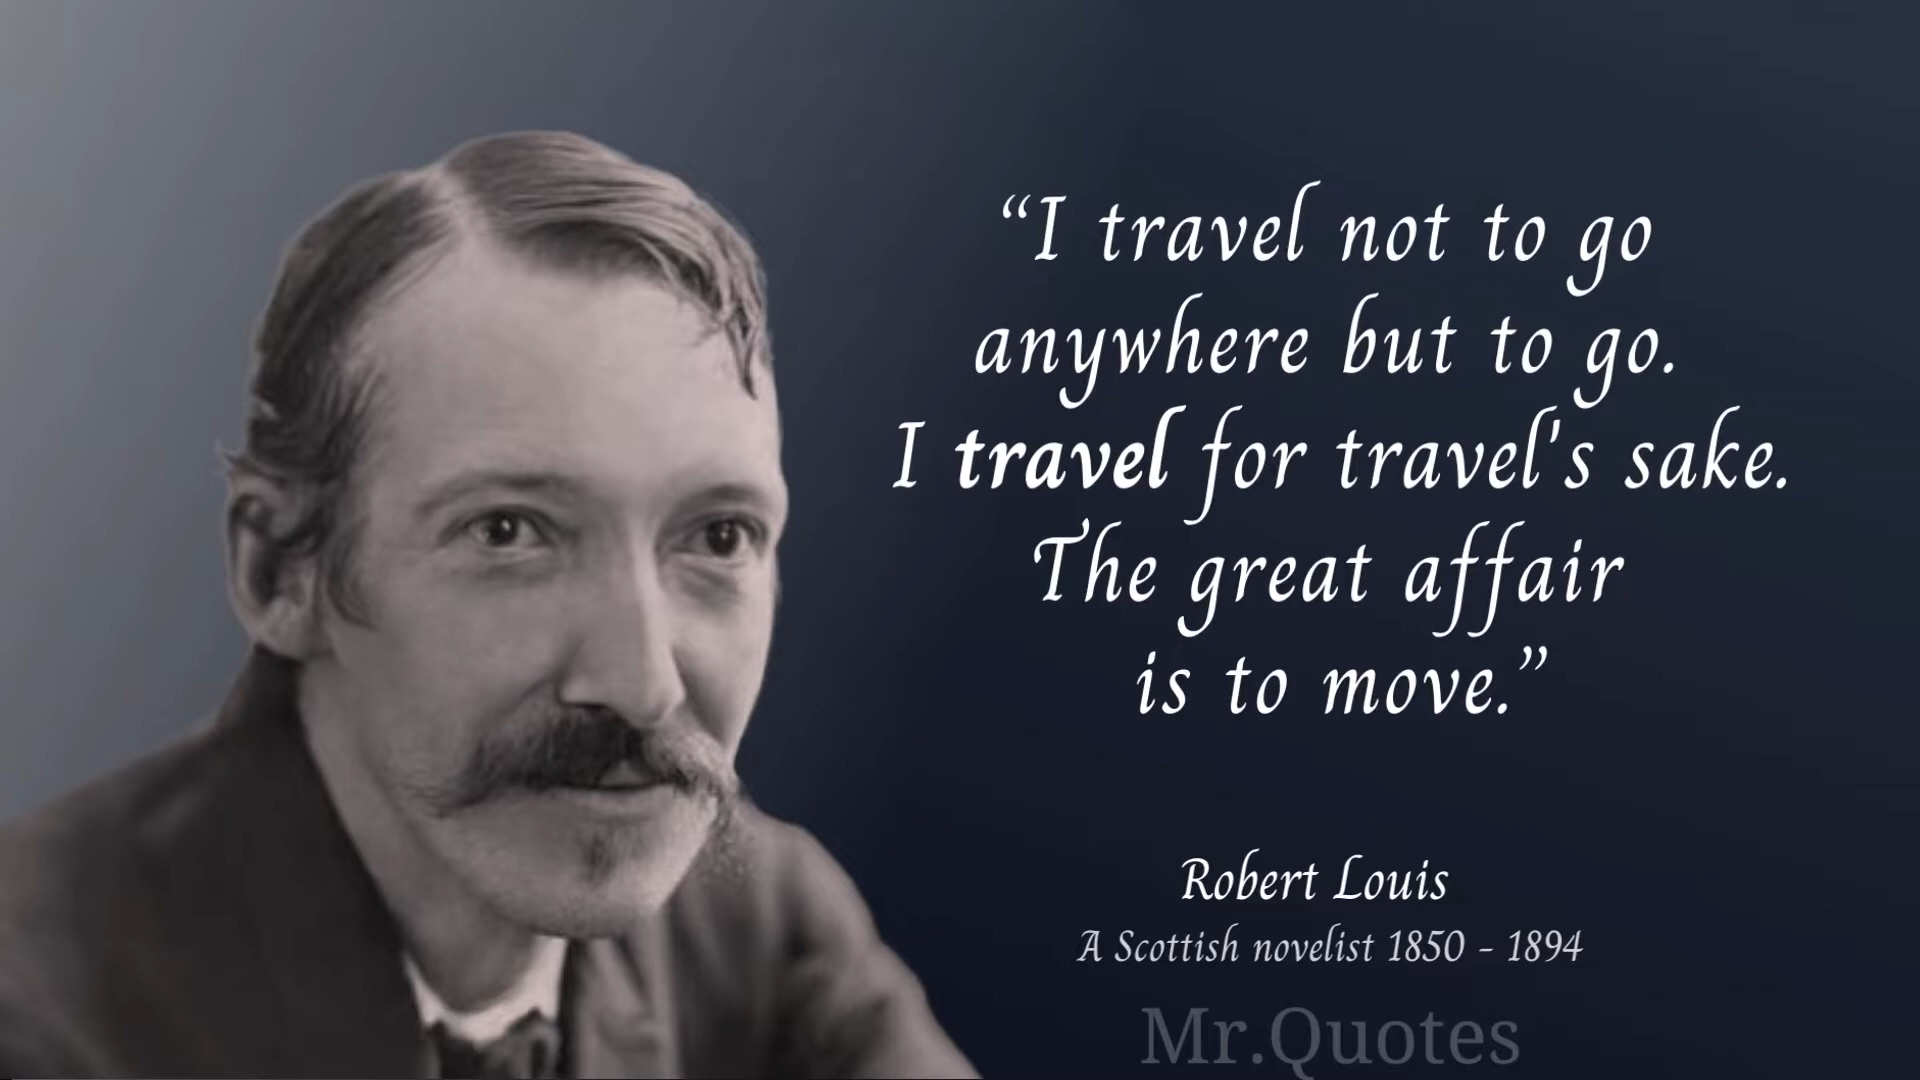 “I travel not to go
anywhere but to go.
I travel for travel's sake.
The great affair
is to move.”
Robert Louis
A Scottish novelist 1850 - 1894
Mr.Quotes